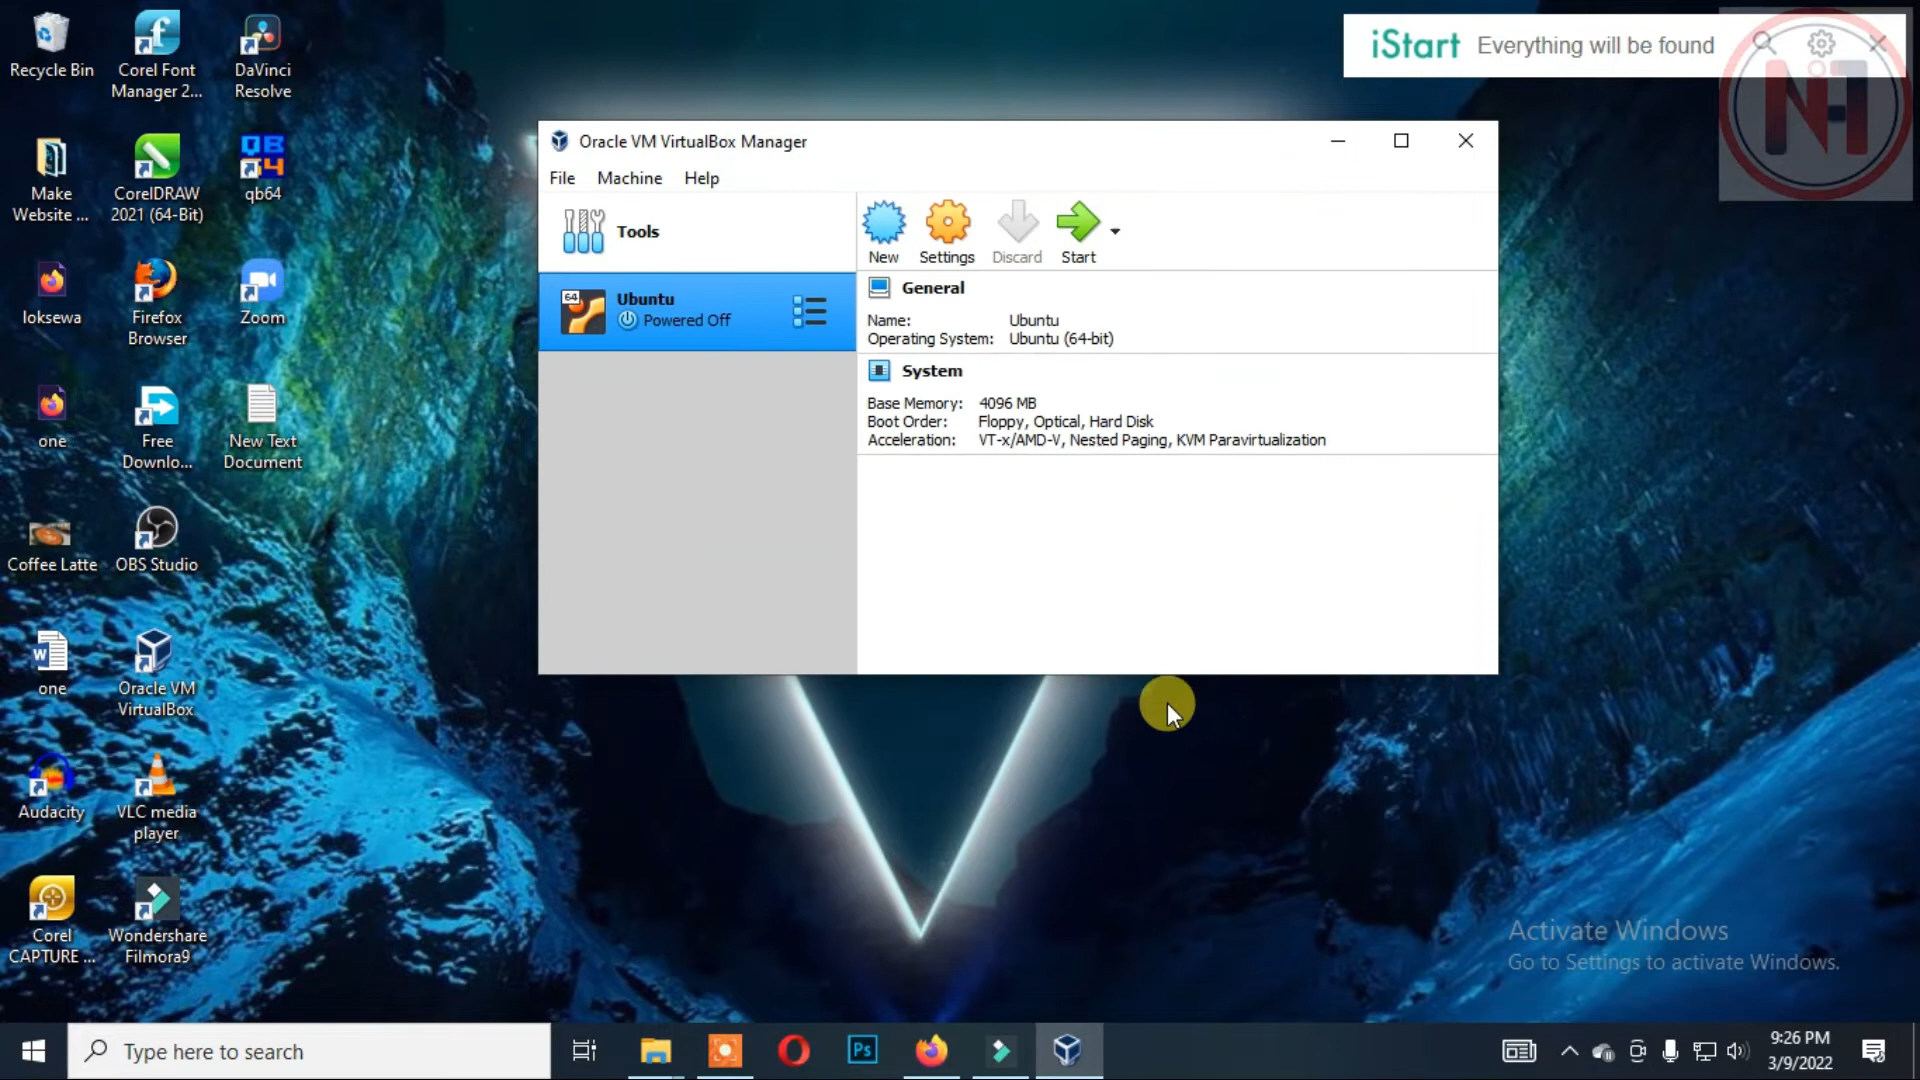 Recycle Bin
Corel Font
Manager 2...
DaVinci
Resolve
Make
Website ...
CorelDRAW
2021 (64-Bit)
QB
64
qb64
loksewa
Firefox
Browser
Zoom
one
Free
Downlo...
New Text
Document
Coffee Latte
OBS Studio
one
Oracle VM
VirtualBox
Audacity
VLC media
player
Corel
CAPTURE ...
Wondershare
Filmora9
iStart Everything will be found
Oracle VM VirtualBox Manager
File Machine Help
Tools
New Settings Discard Start
64
Ubuntu
Powered Off
General
Name: Ubuntu
Operating System: Ubuntu (64-bit)
System
Base Memory: 4096 MB
Boot Order: Floppy, Optical, Hard Disk
Acceleration: VT-x/AMD-V, Nested Paging, KVM Paravirtualization
Activate Windows
Go to Settings to activate Windows.
Type here to search
Ps
9:26 PM
3/9/2022